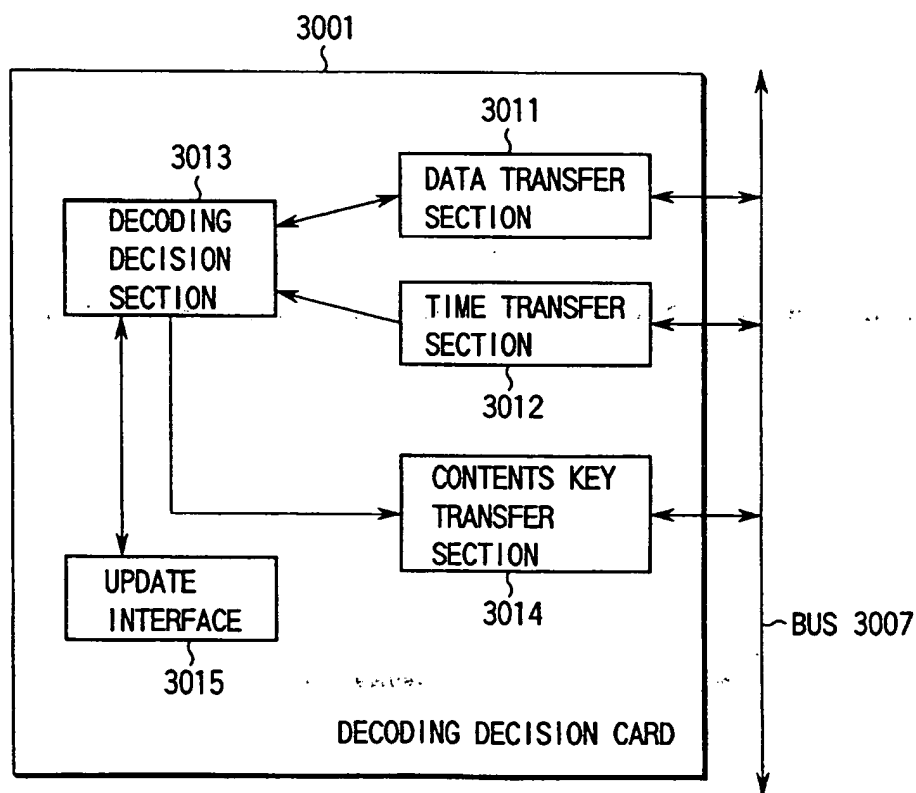 3001
3011
DATA TRANSFER
SECTION
3013
DECODING
DECISION
SECTION
TIME TRANSFER
SECTION
3012
CONTENTS KEY
TRANSFER
SECTION
3014
UPDATE
INTERFACE
3015
BUS 3007
DECODING DECISION CARD